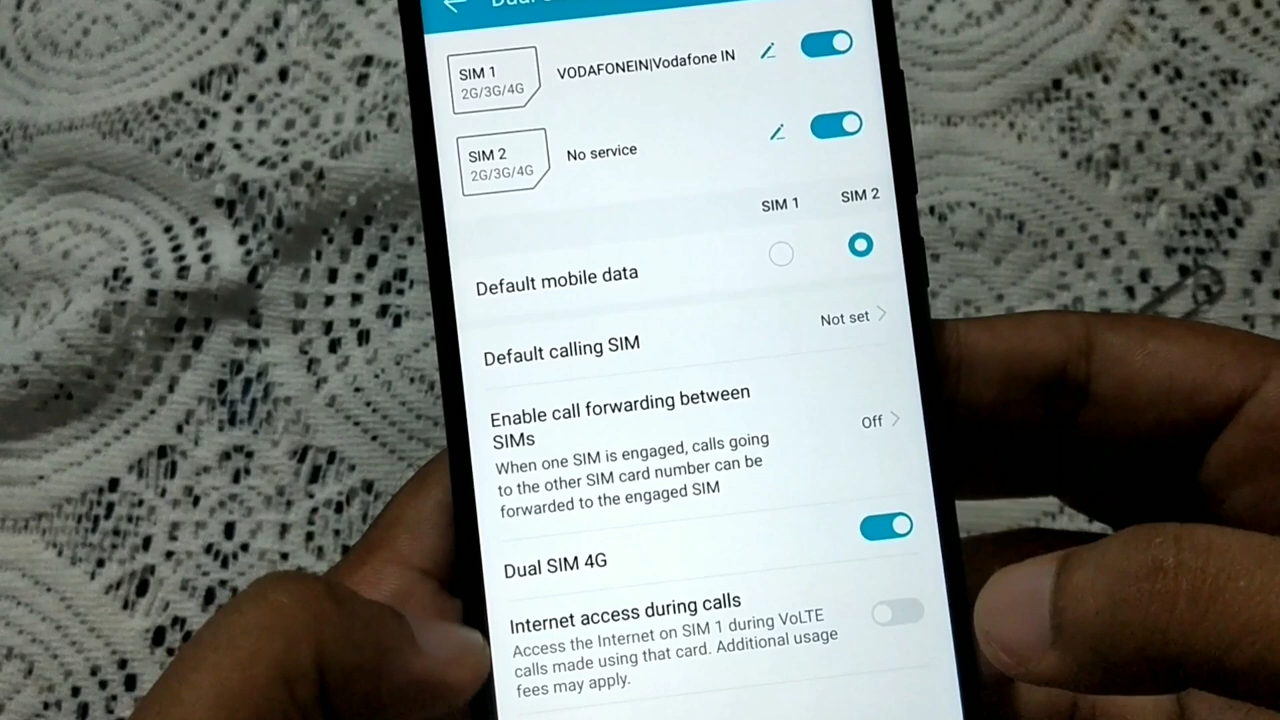 SIM 1
2G/3G/4G
VODAFONEIN|Vodafone IN
SIM 2
2G/3G/4G
No service
SIM 1
SIM 2
Default mobile data
Default calling SIM
Not set
Enable call forwarding between
SIMs
When one SIM is engaged, calls going
to the other SIM card number can be
forwarded to the engaged SIM
Off
Dual SIM 4G
Internet access during calls
Access the Internet on SIM 1 during VoLTE
calls made using that card. Additional usage
fees may apply.